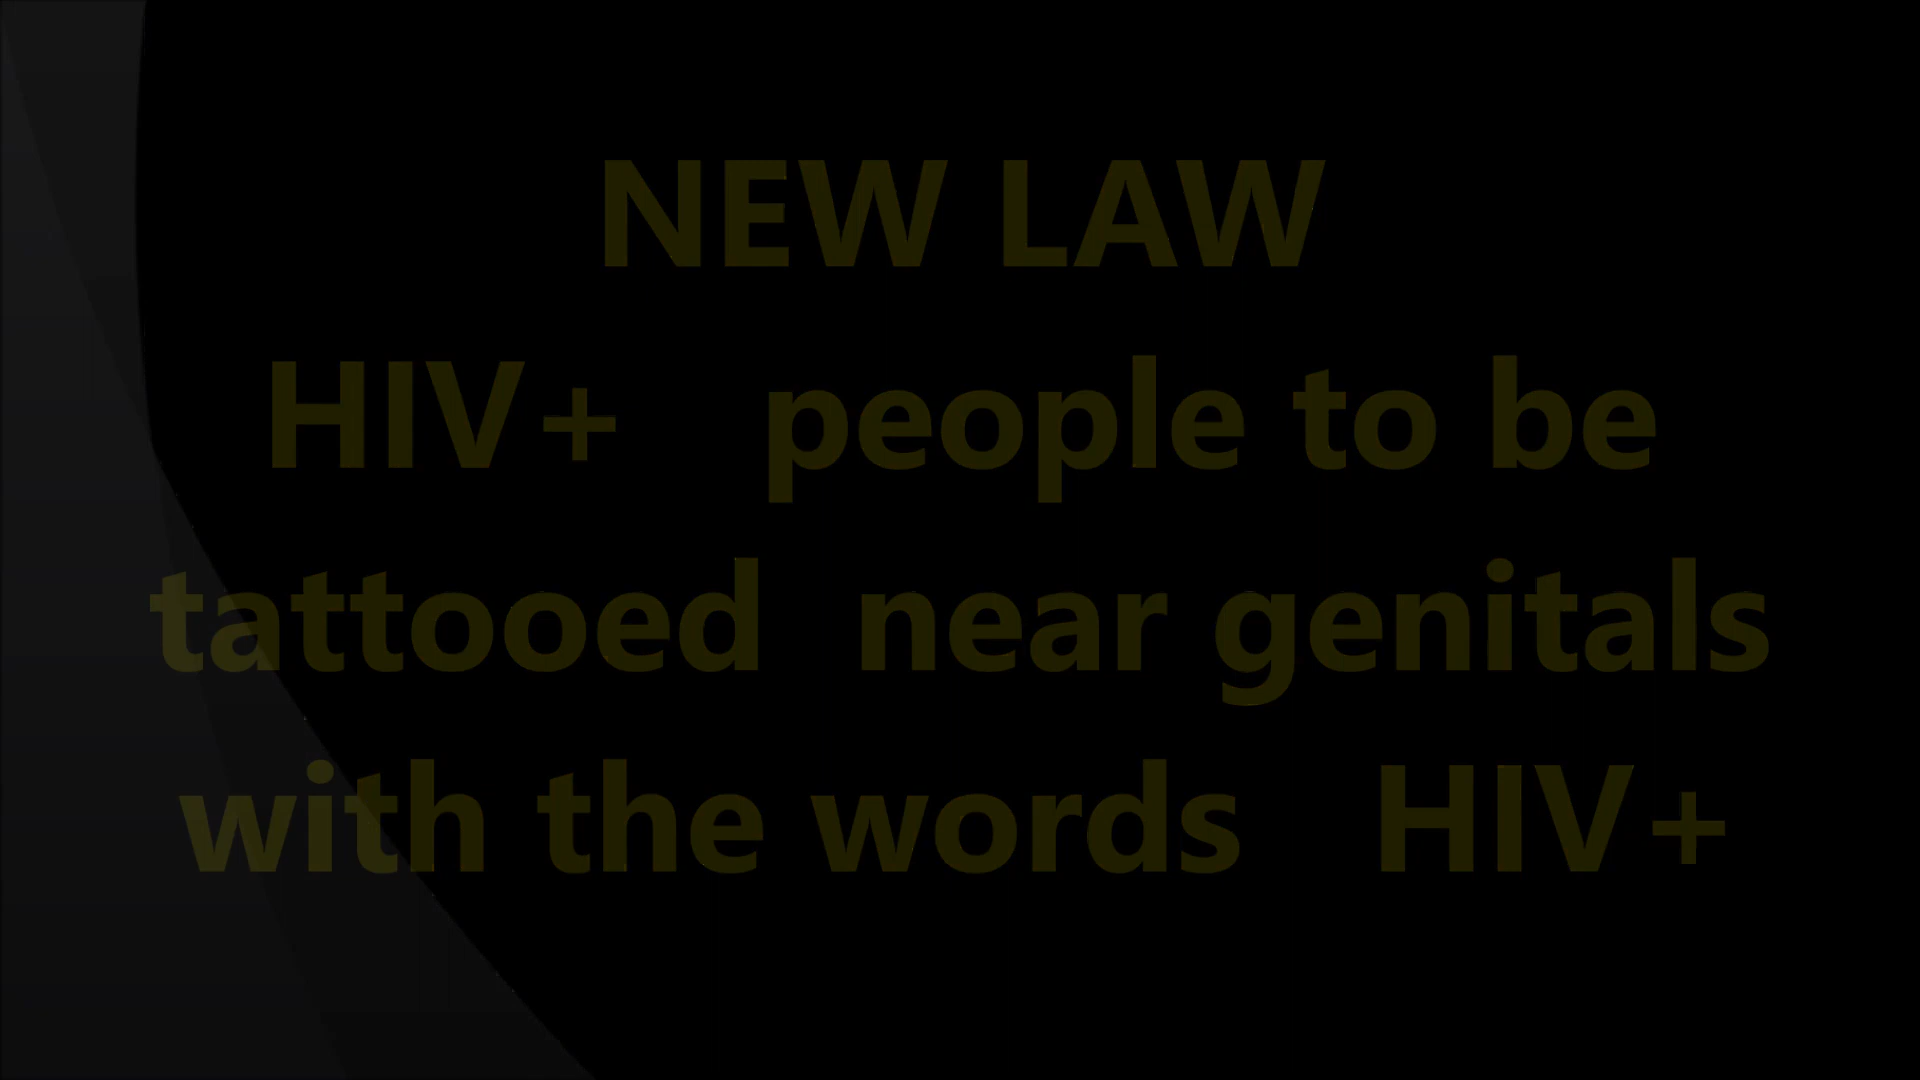 NEW LAW
HIV+ people to be
tattooed near genitals
with the words HIV+